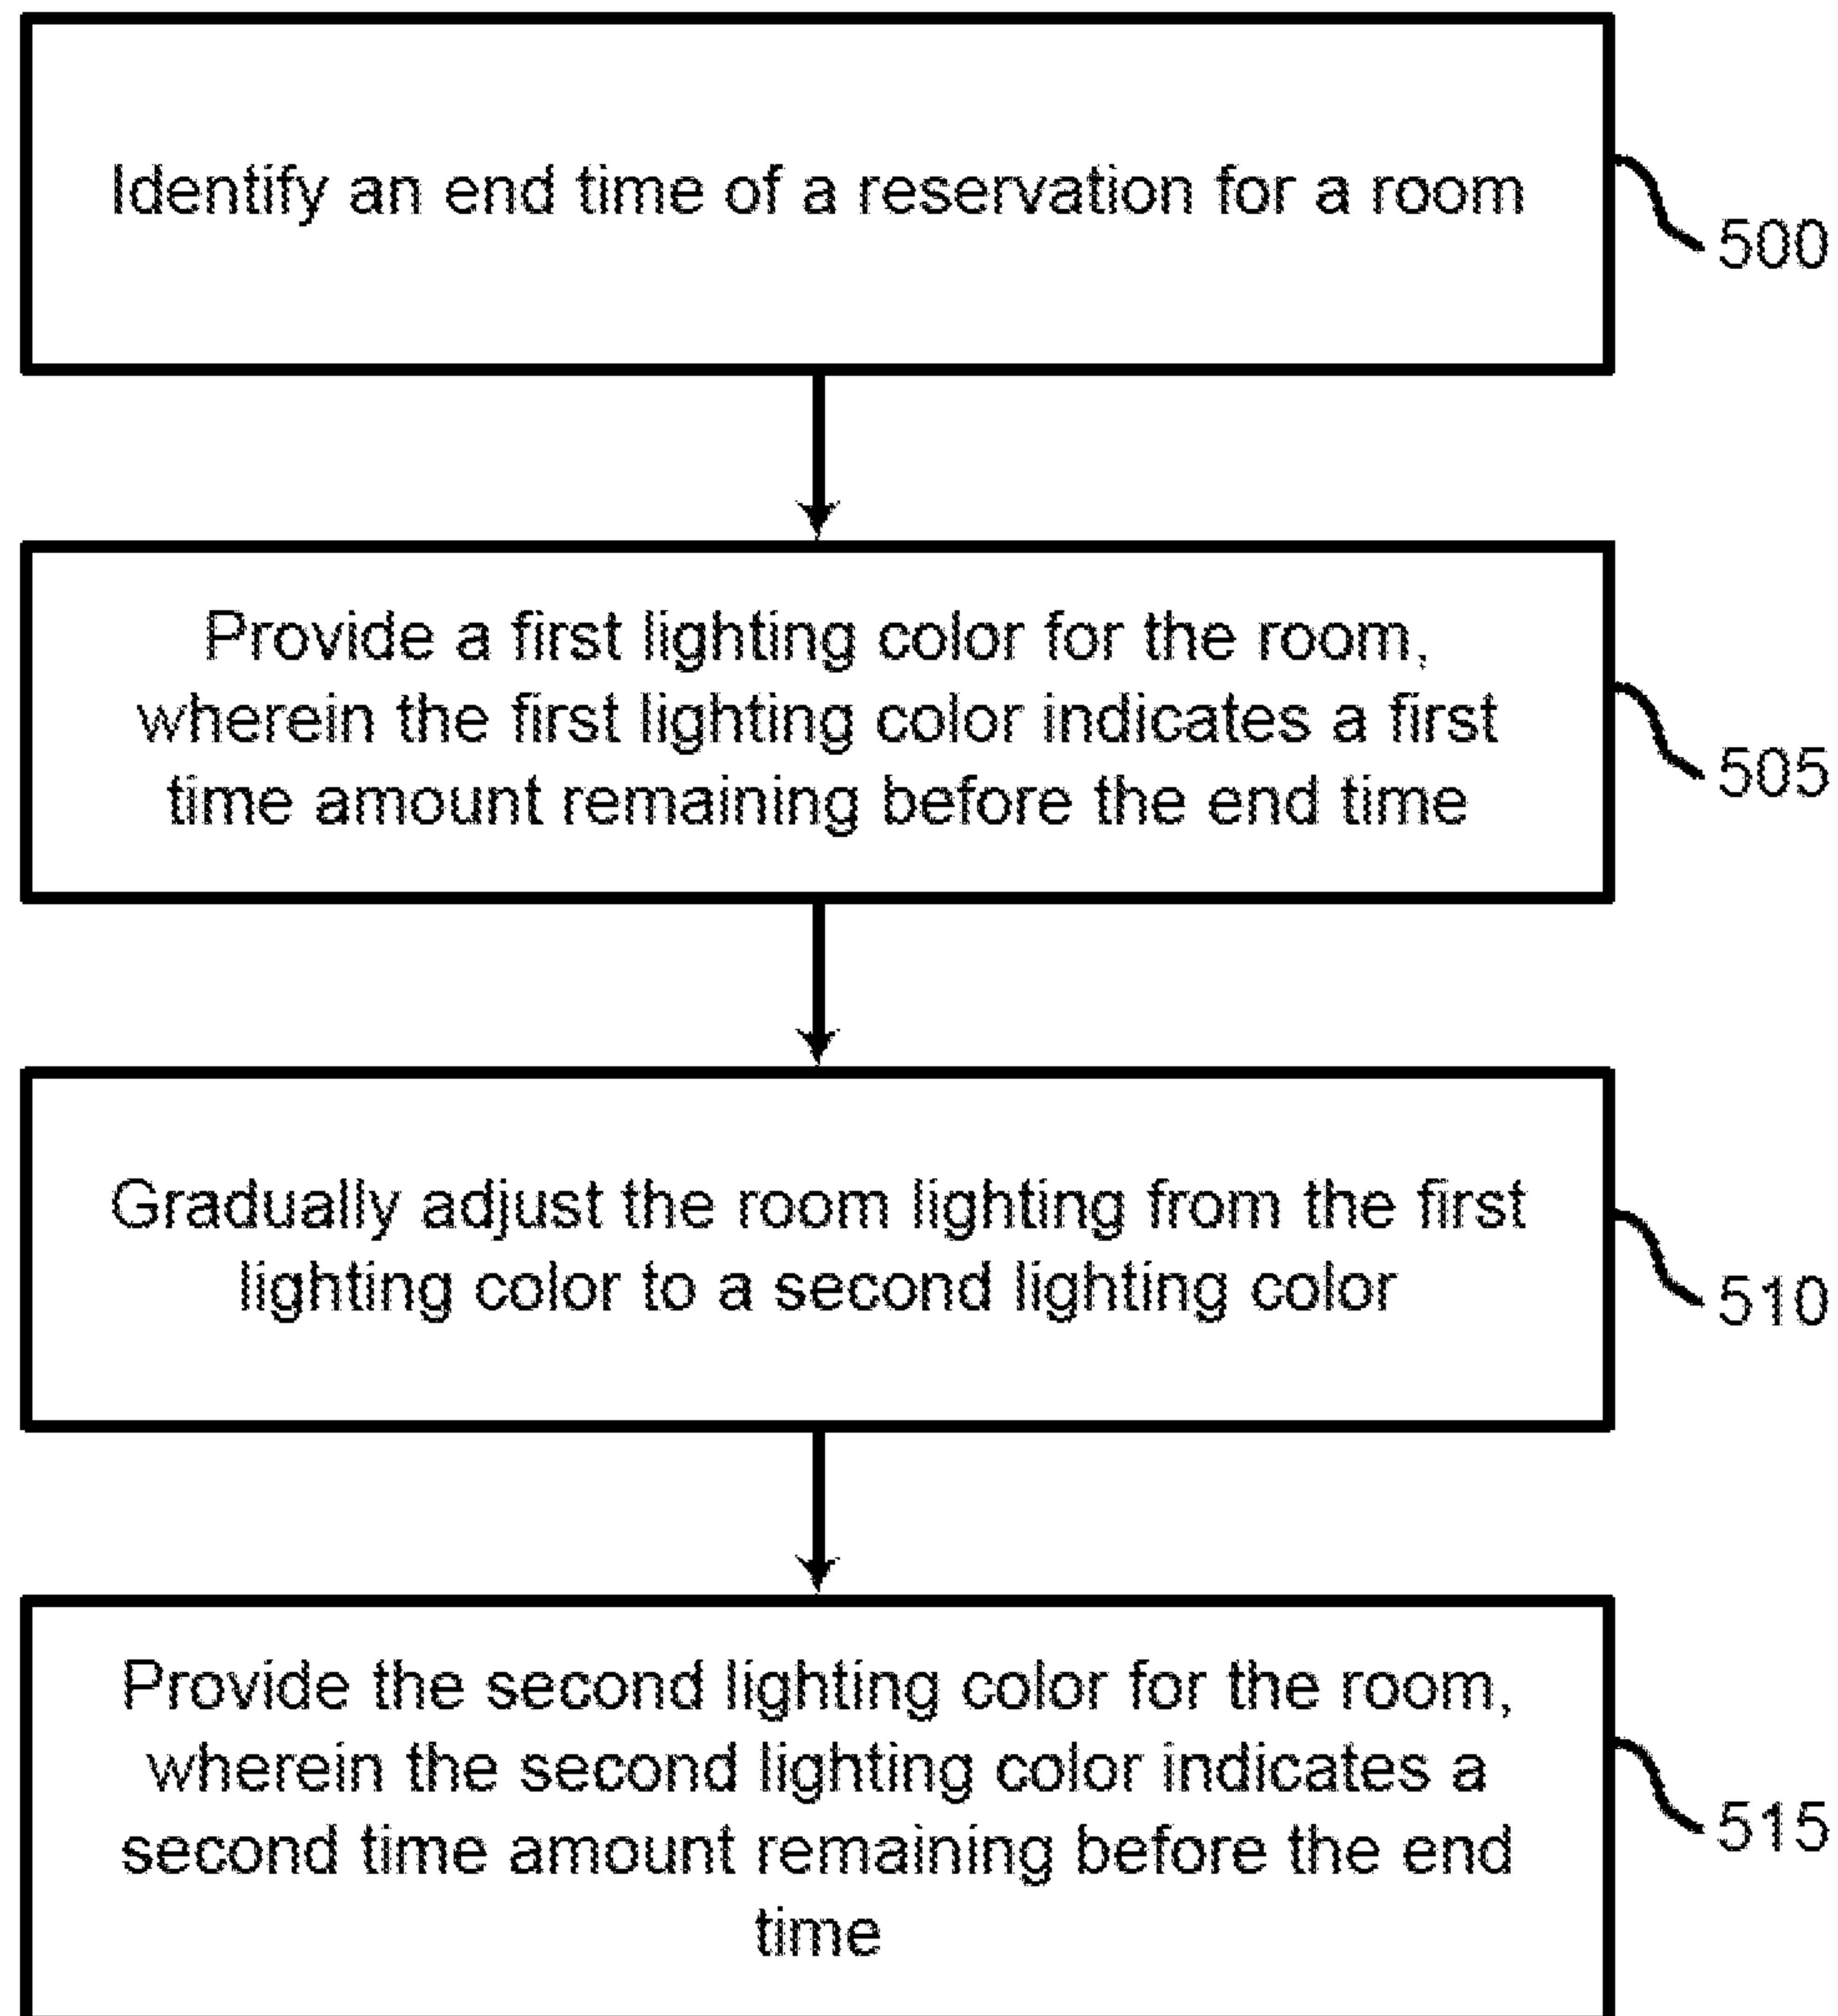 Identify an end time of a reservation for a room
500
Provide a first lighting color for the room,
wherein the first lighting color indicates a first
time amount remaining before the end time
505
Gradually adjust the room lighting from the first
lighting color to a second lighting color
510
Provide the second lighting color for the room,
wherein the second lighting color indicates a
second time amount remaining before the end
time
515